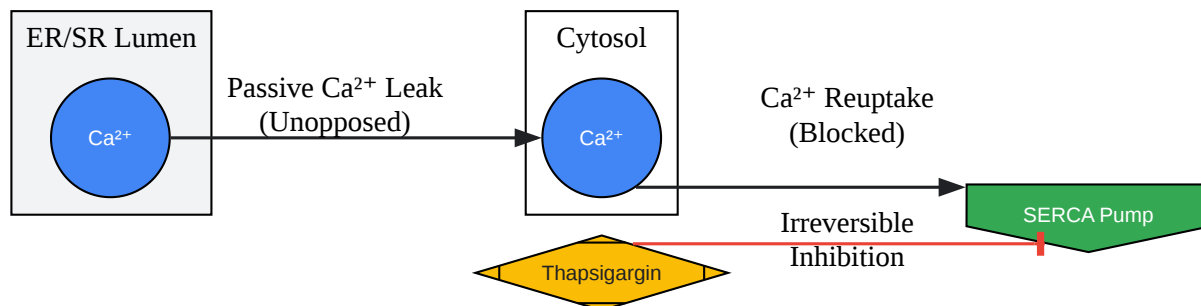 ER/SR Lumen
Ca²⁺
Passive Ca²⁺ Leak
(Unopposed)
Cytosol
Ca²⁺
Ca²⁺ Reuptake
(Blocked)
SERCA Pump
Irreversible
Inhibition
Thapsigargin